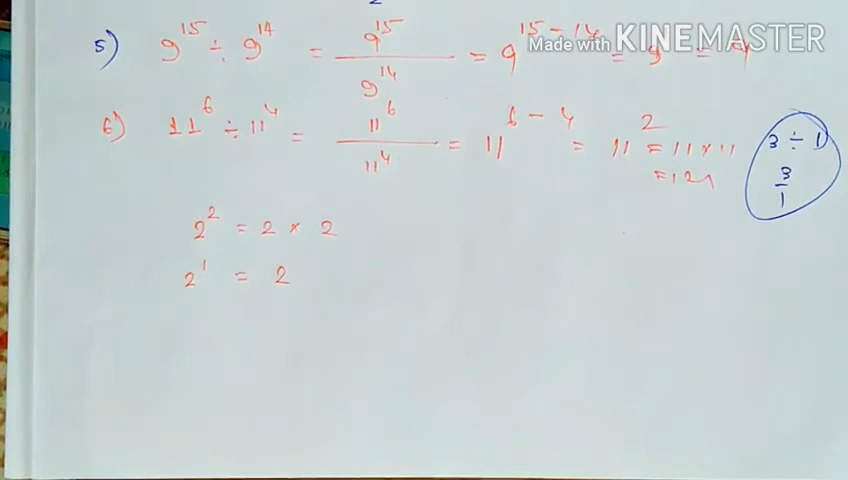 5) 9^15 ÷ 9^14 = 9^15/9^14 = 9^15-14 = 9 = 9
Made with KINEMASTER
6) 11^6 ÷ 11^4 = 11^6/11^4 = 11^6-4 = 11^2 = 11 × 11
= 121
3 ÷ 1
3/1
2^2 = 2 × 2
2^1 = 2